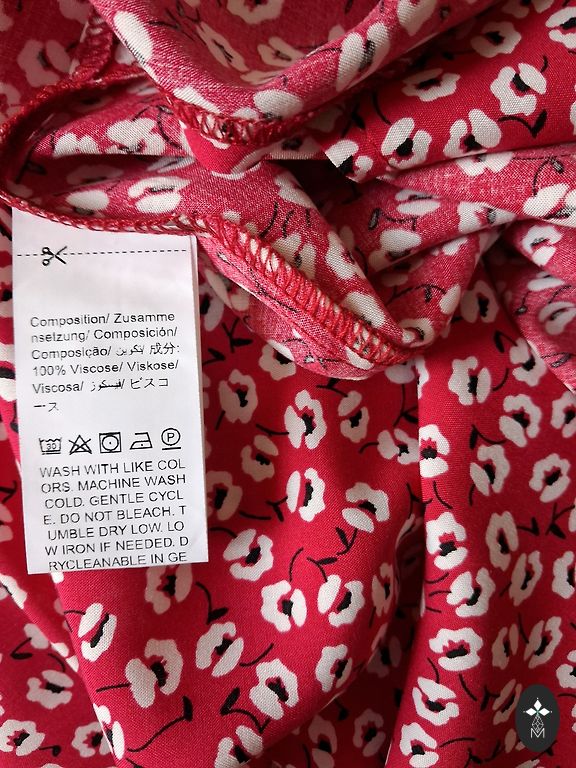 Composition/ Zusamme
nsetzung/ Composición/
Composição/ تكوين/ 成分:
100% Viscose/ Viskose/
Viscosa/ فيسكوز/ ビスコ
ース
30
P
WASH WITH LIKE COL
ORS. MACHINE WASH
COLD. GENTLE CYCL
E. DO NOT BLEACH. T
UMBLE DRY LOW. LO
W IRON IF NEEDED. D
RYCLEANABLE IN GE
M